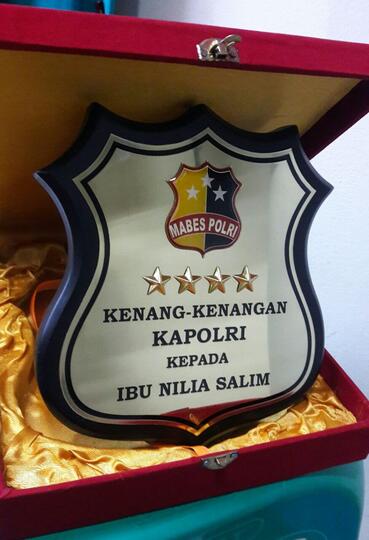 MABES POLRI
KENANG-KENANGAN
KAPOLRI
KEPADA
IBU NILIA SALIM